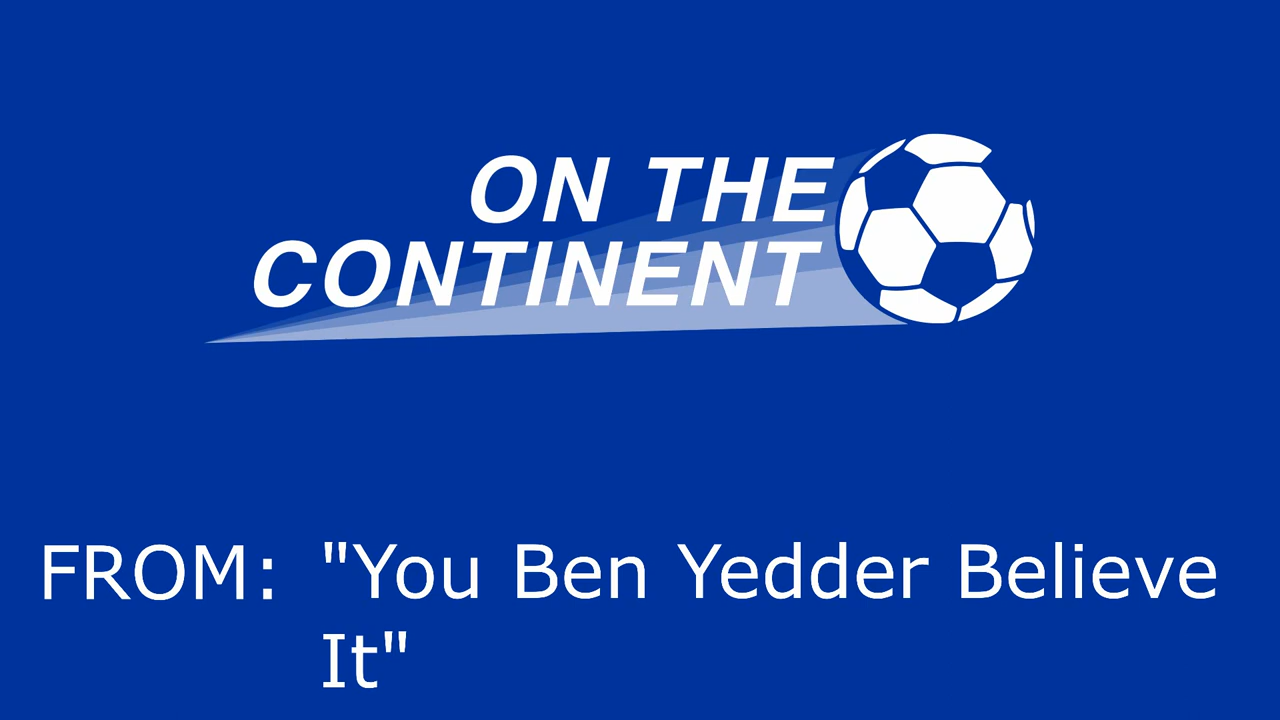 ON THE
CONTINENT
FROM: "You Ben Yedder Believe
It"